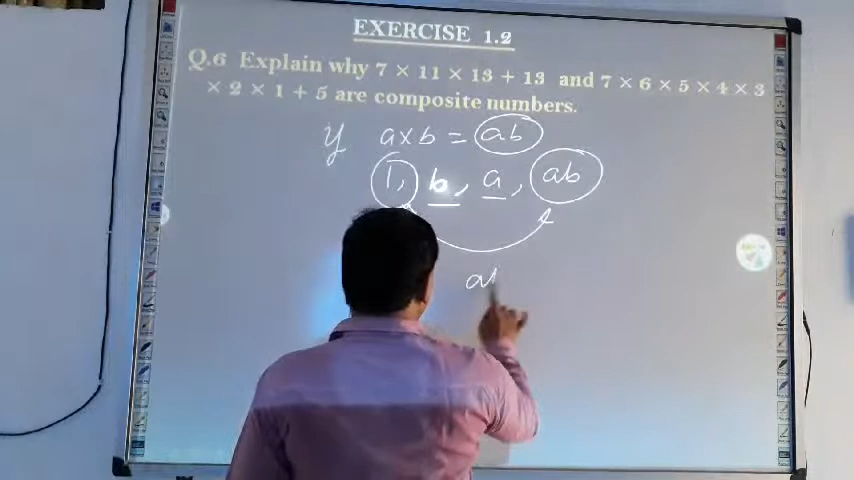 EXERCISE 1.2
Q.6 Explain why 7 × 11 × 13 + 13 and 7 × 6 × 5 × 4 × 3
× 2 × 1 + 5 are composite numbers.
y a×b = ab
1, b, a, ab